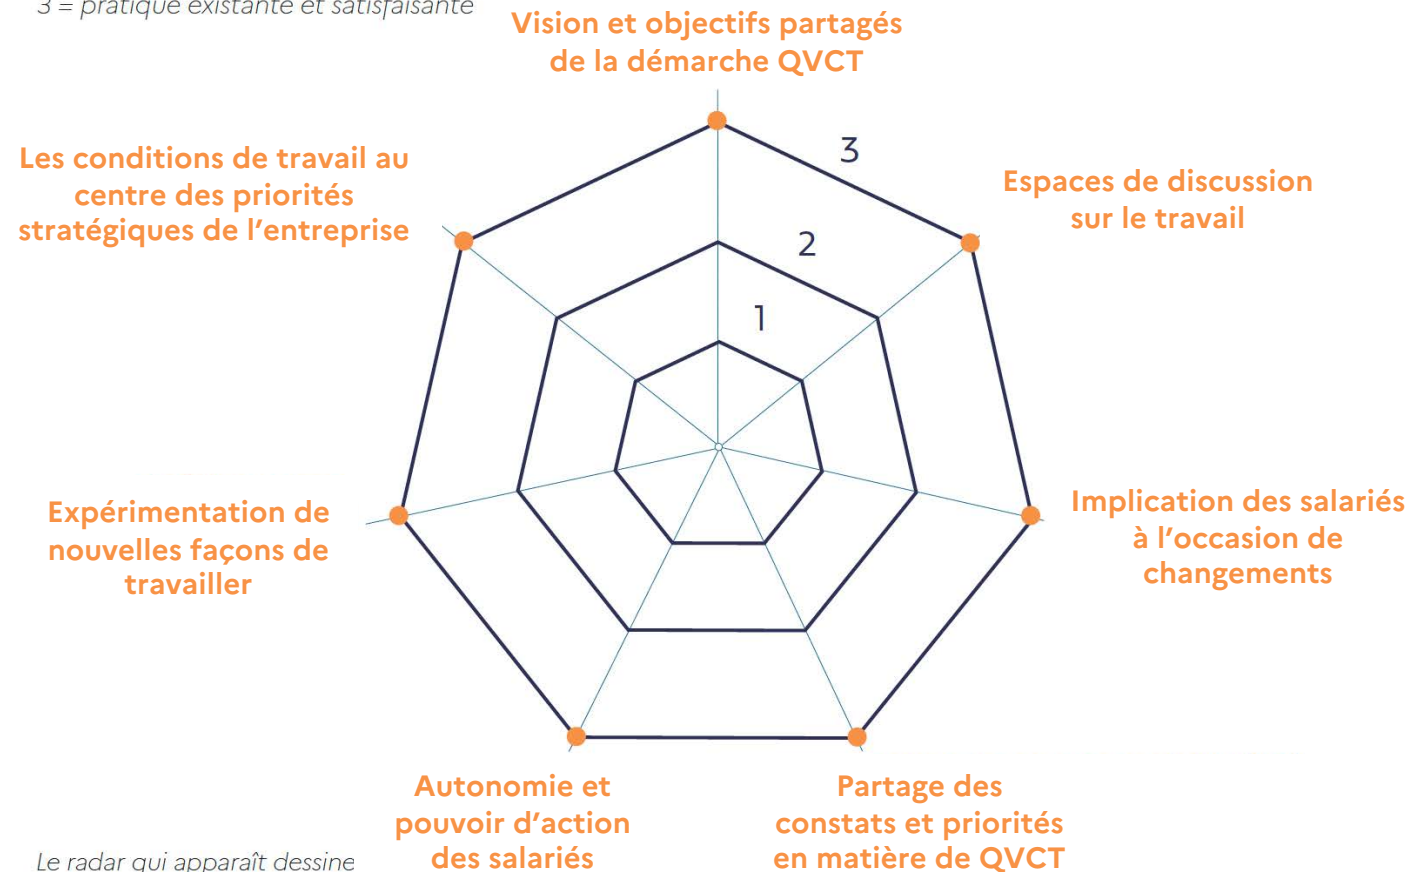 3 = pratique existante et satisfaisante
Vision et objectifs partagés
de la démarche QVCT
3
Les conditions de travail au
centre des priorités
stratégiques de l'entreprise
Espaces de discussion
sur le travail
2
1
Expérimentation de
nouvelles façons de
travailler
Implication des salariés
à l'occasion de
changements
Autonomie et
pouvoir d'action
des salariés
Partage des
constats et priorités
en matière de QVCT
Le radar qui apparaît dessine